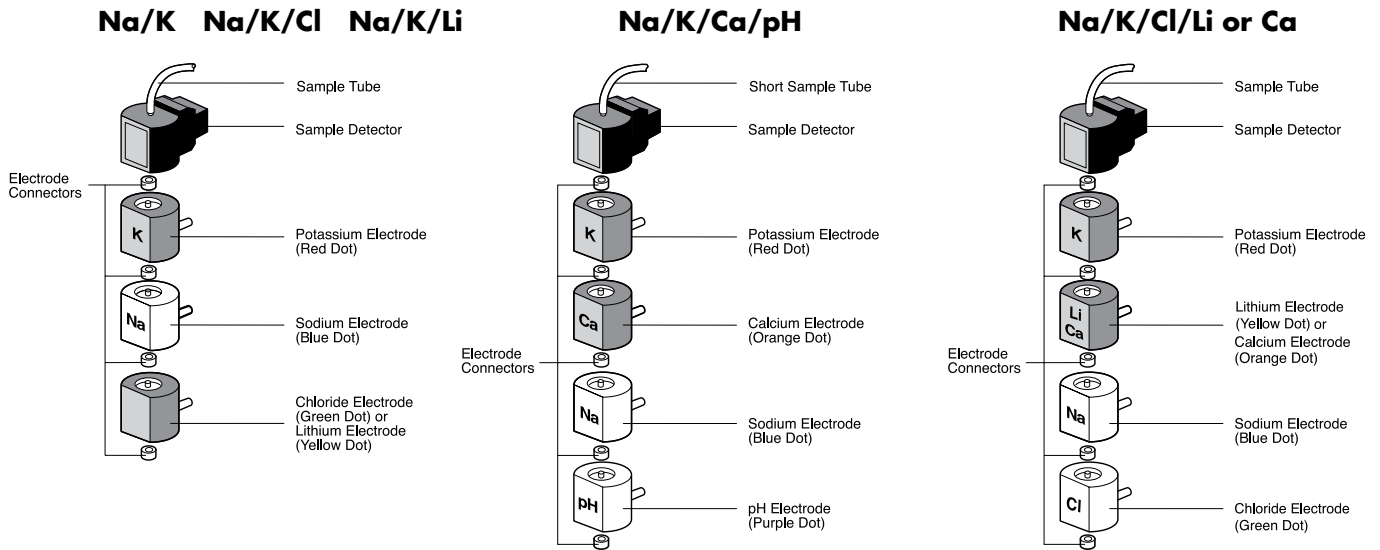 Na/K Na/K/Cl Na/K/Li
Sample Tube
Sample Detector
Electrode
Connectors
K
Potassium Electrode
(Red Dot)
Na
Sodium Electrode
(Blue Dot)
Chloride Electrode
(Green Dot) or
Lithium Electrode
(Yellow Dot)
Na/K/Ca/pH
Short Sample Tube
Sample Detector
K
Potassium Electrode
(Red Dot)
Ca
Calcium Electrode
(Orange Dot)
Electrode
Connectors
Na
Sodium Electrode
(Blue Dot)
pH
pH Electrode
(Purple Dot)
Na/K/Cl/Li or Ca
Sample Tube
Sample Detector
K
Potassium Electrode
(Red Dot)
Li
Ca
Lithium Electrode
(Yellow Dot) or
Calcium Electrode
(Orange Dot)
Electrode
Connectors
Na
Sodium Electrode
(Blue Dot)
Cl
Chloride Electrode
(Green Dot)